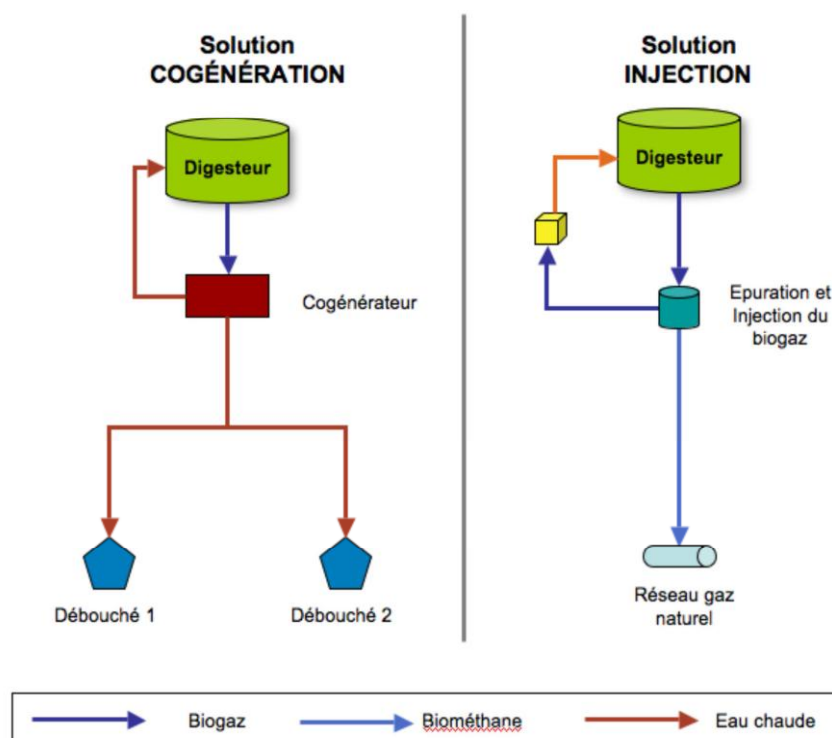 Solution
COGÉNÉRATION
Digesteur
Cogénérateur
Débouché 1
Débouché 2
Solution
INJECTION
Digesteur
Epuration et
Injection du
biogaz
Réseau gaz
naturel
Biogaz
Biométhane
Eau chaude